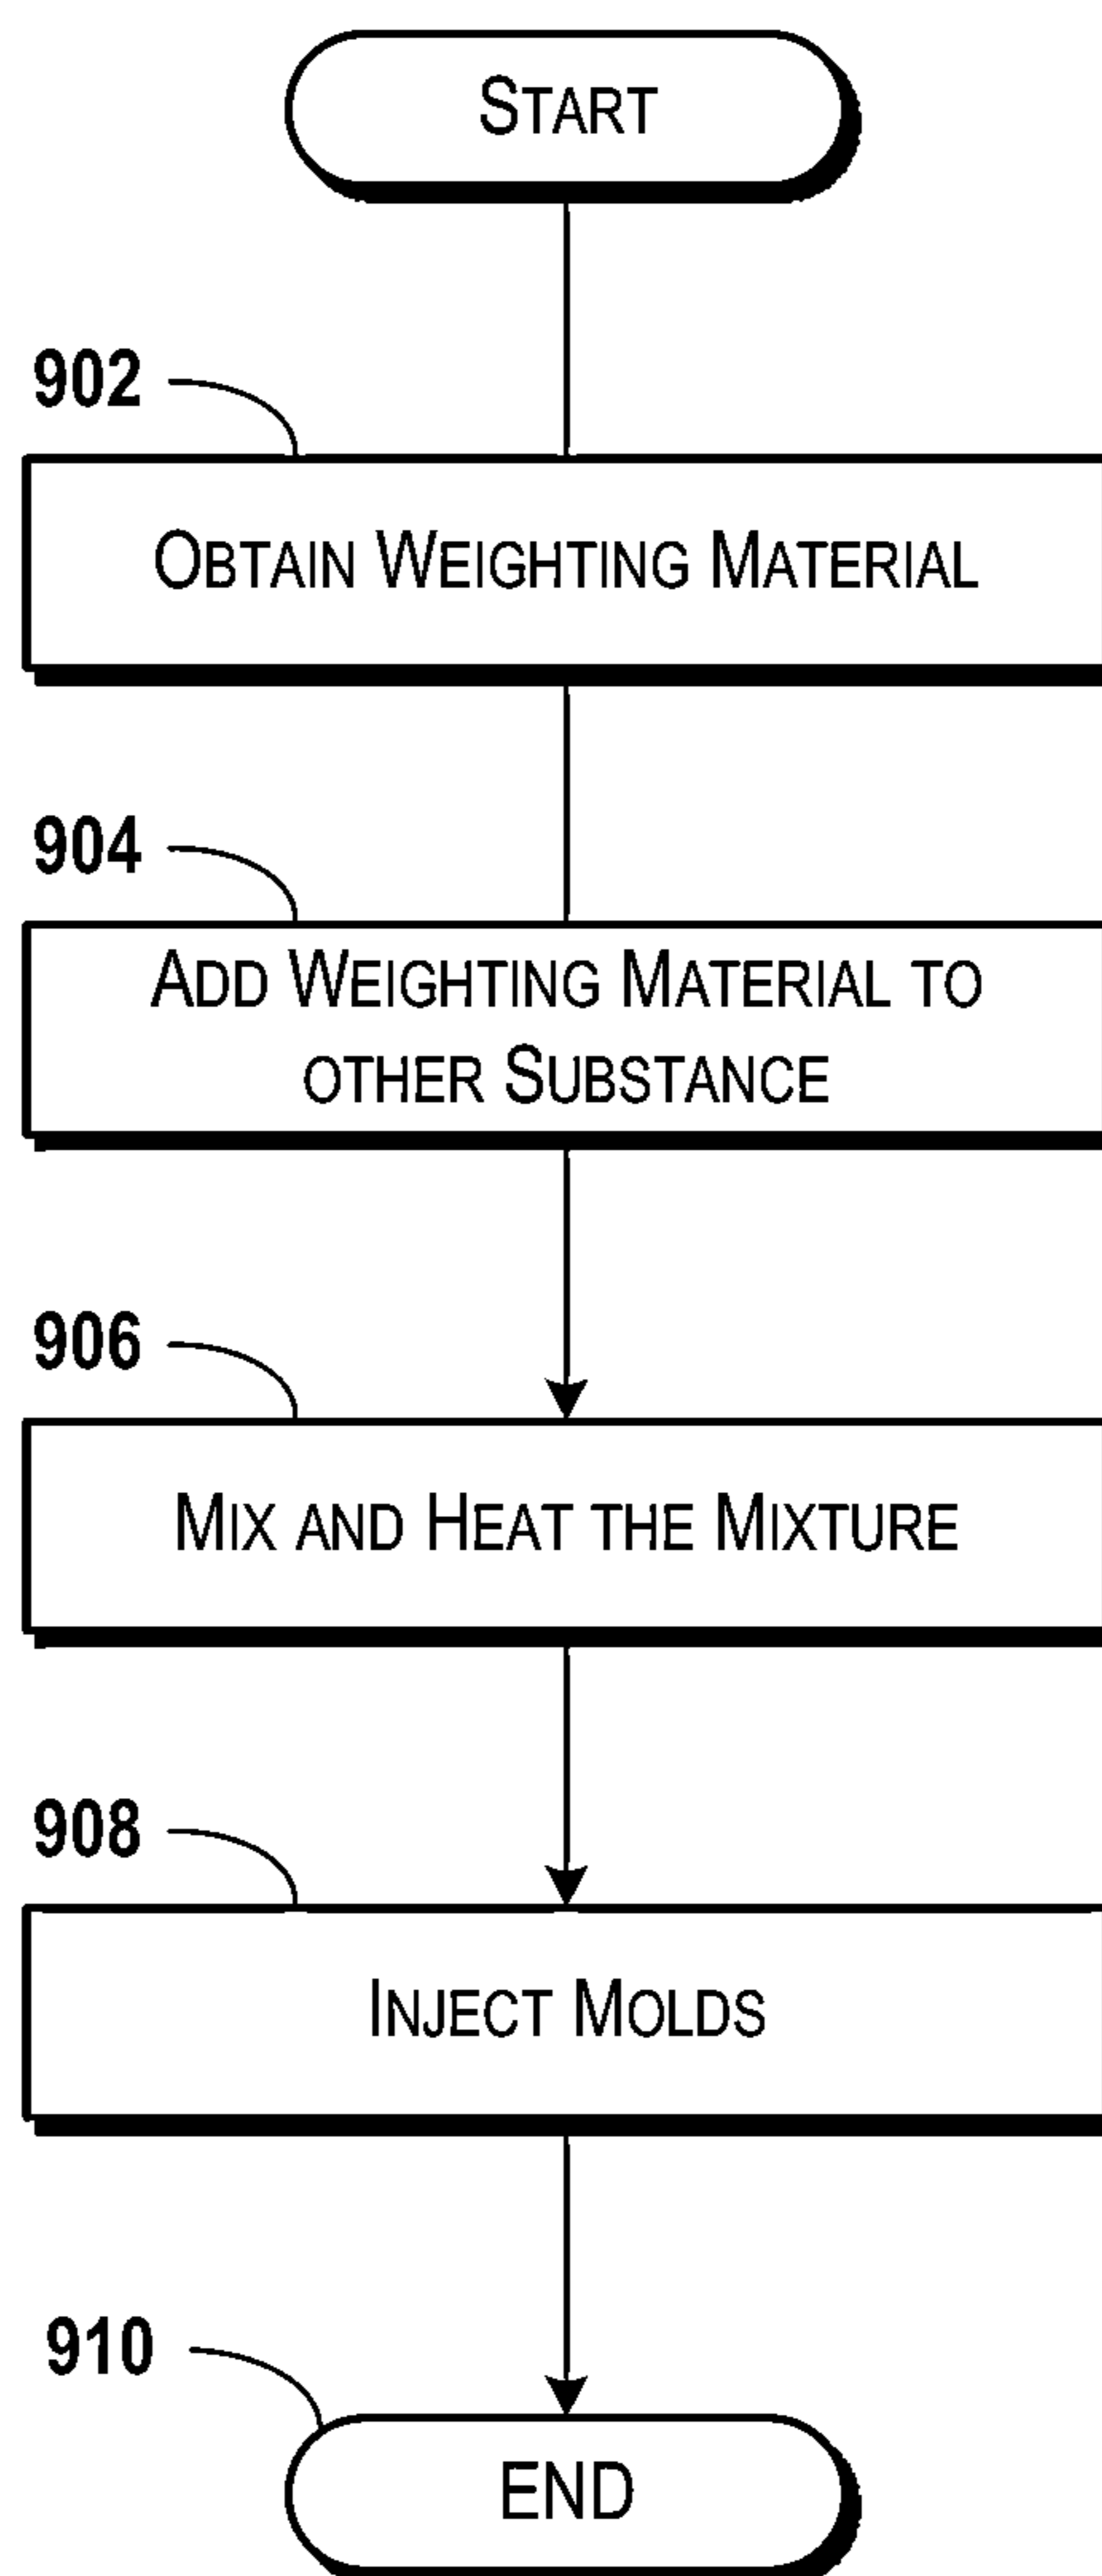 START
902
OBTAIN WEIGHTING MATERIAL
904
ADD WEIGHTING MATERIAL TO
OTHER SUBSTANCE
906
MIX AND HEAT THE MIXTURE
908
INJECT MOLDS
910
END